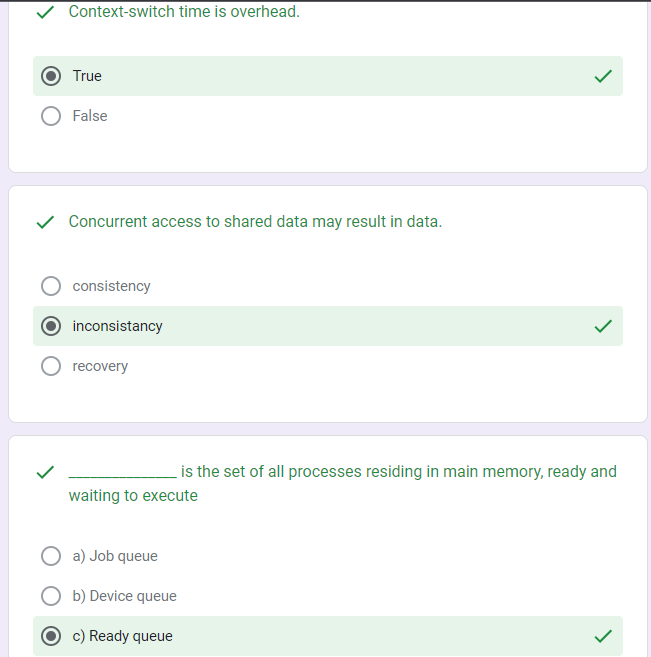 Context-switch time is overhead.
True
False
Concurrent access to shared data may result in data.
consistency
inconsistancy
recovery
_______________ is the set of all processes residing in main memory, ready and
waiting to execute
a) Job queue
b) Device queue
c) Ready queue